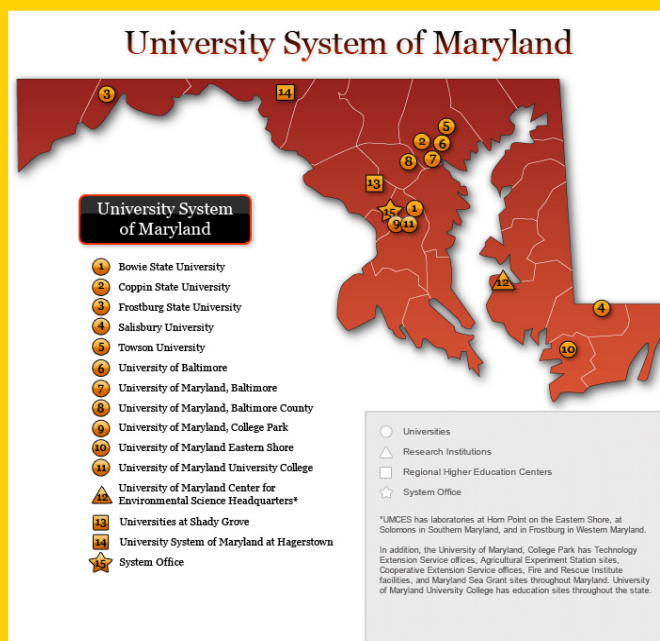 University System of Maryland
3
14
5
2
6
8
7
13
15
1
9
11
12
4
10
University System
of Maryland
1 Bowie State University
2 Coppin State University
3 Frostburg State University
4 Salisbury University
5 Towson University
6 University of Baltimore
7 University of Maryland, Baltimore
8 University of Maryland, Baltimore County
9 University of Maryland, College Park
10 University of Maryland Eastern Shore
11 University of Maryland University College
12 University of Maryland Center for
Environmental Science Headquarters*
13 Universities at Shady Grove
14 University System of Maryland at Hagerstown
15 System Office
Universities
Research Institutions
Regional Higher Education Centers
System Office
*UMCES has laboratories at Horn Point on the Eastern Shore, at
Solomons in Southern Maryland, and in Frostburg in Western Maryland.
In addition, the University of Maryland, College Park has Technology
Extension Service offices, Agricultural Experiment Station sites,
Cooperative Extension Service offices, Fire and Rescue Institute
facilities, and Maryland Sea Grant sites throughout Maryland. University
of Maryland University College has education sites throughout the state.